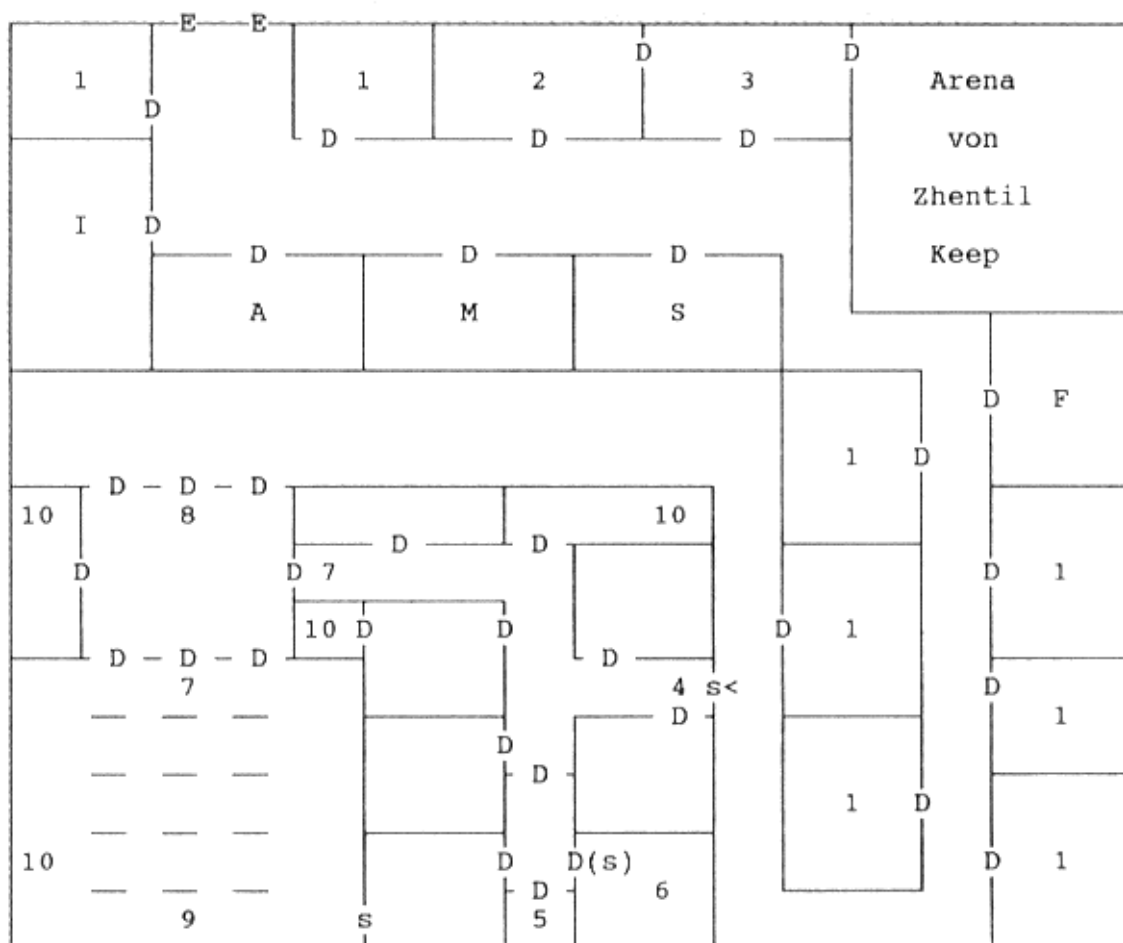 E E
D D
1 1 2 3 Arena
D
D D D von
Zhentil
I D
D D D Keep
A M S
D F
1 D
D D D
10 8 10
D D
D D 7 D 1
10 D D D 1
D D D D
7 4 s< D
D 1
D
D
1 D
10 D D(s) D 1
D 6
9 s 5